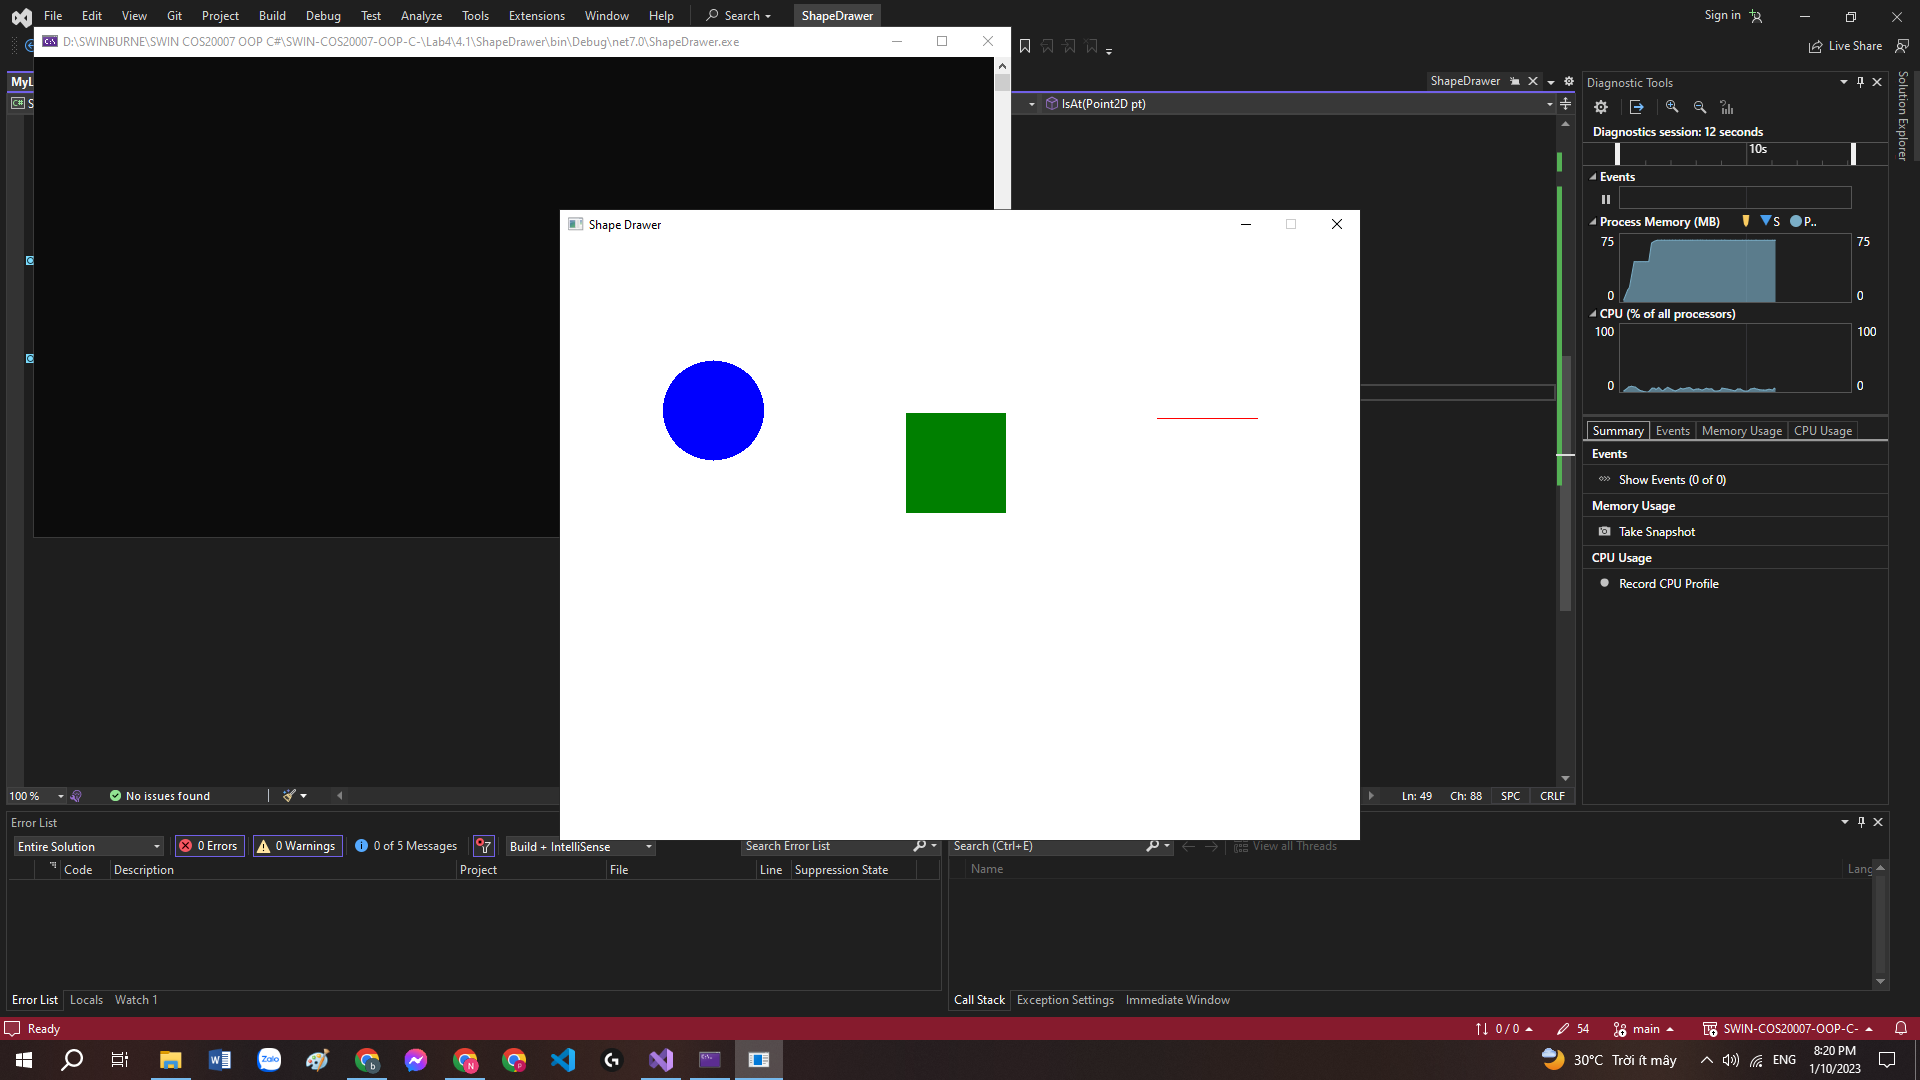 File Edit View Git Project Build Debug Test Analyze Tools Extensions Window Help Search ShapeDrawer Sign in
D:\SWINBURNE\SWIN COS20007 OOP C#\SWIN-COS20007-OOP-C-\Lab4\4.1\ShapeDrawer\bin\Debug\net7.0\ShapeDrawer.exe
Live Share
MyL
ShapeDrawer
Diagnostic Tools
Solution Explorer
C# S
IsAt(Point2D pt)
Diagnostics session: 12 seconds
10s
Events
Process Memory (MB) S P..
75 75
0 0
CPU (% of all processors)
100 100
0 0
Shape Drawer
Summary Events Memory Usage CPU Usage
Events
Show Events (0 of 0)
Memory Usage
Take Snapshot
CPU Usage
Record CPU Profile
100 % No issues found
Ln: 49 Ch: 88 SPC CRLF
Error List
Entire Solution 0 Errors 0 Warnings 0 of 5 Messages Build + IntelliSense Search Error List
Search (Ctrl+E) View all Threads
Code Description Project File Line Suppression State
Name Lang
Error List Locals Watch 1
Call Stack Exception Settings Immediate Window
Ready 0 / 0 54 main SWIN-COS20007-OOP-C-
Zalo
30°C Trời ít mây ENG
8:20 PM
1/10/2023